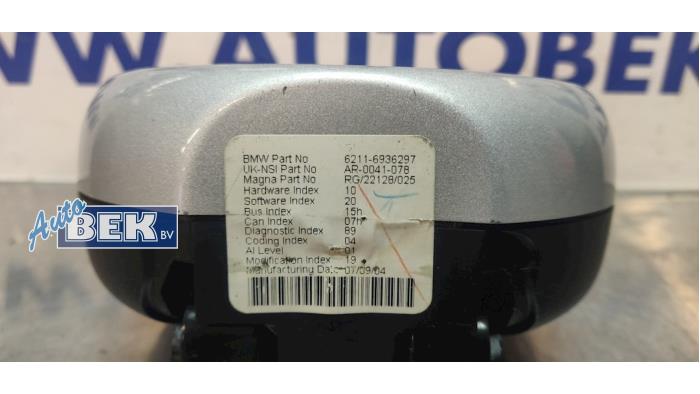 NW AUTOBEK
BMW Part No 6211-6936297
UK-NSI Part No AR-0041-078
Magna Part No RG/22128/025
Hardware Index 10
Software Index 20
Bus Index 15h
Can Index 07h
Diagnostic Index 89
Coding Index 04
AI Level 01
Modification Index 19
Manufacturing Date 07/09/04
Auto
BEK BV